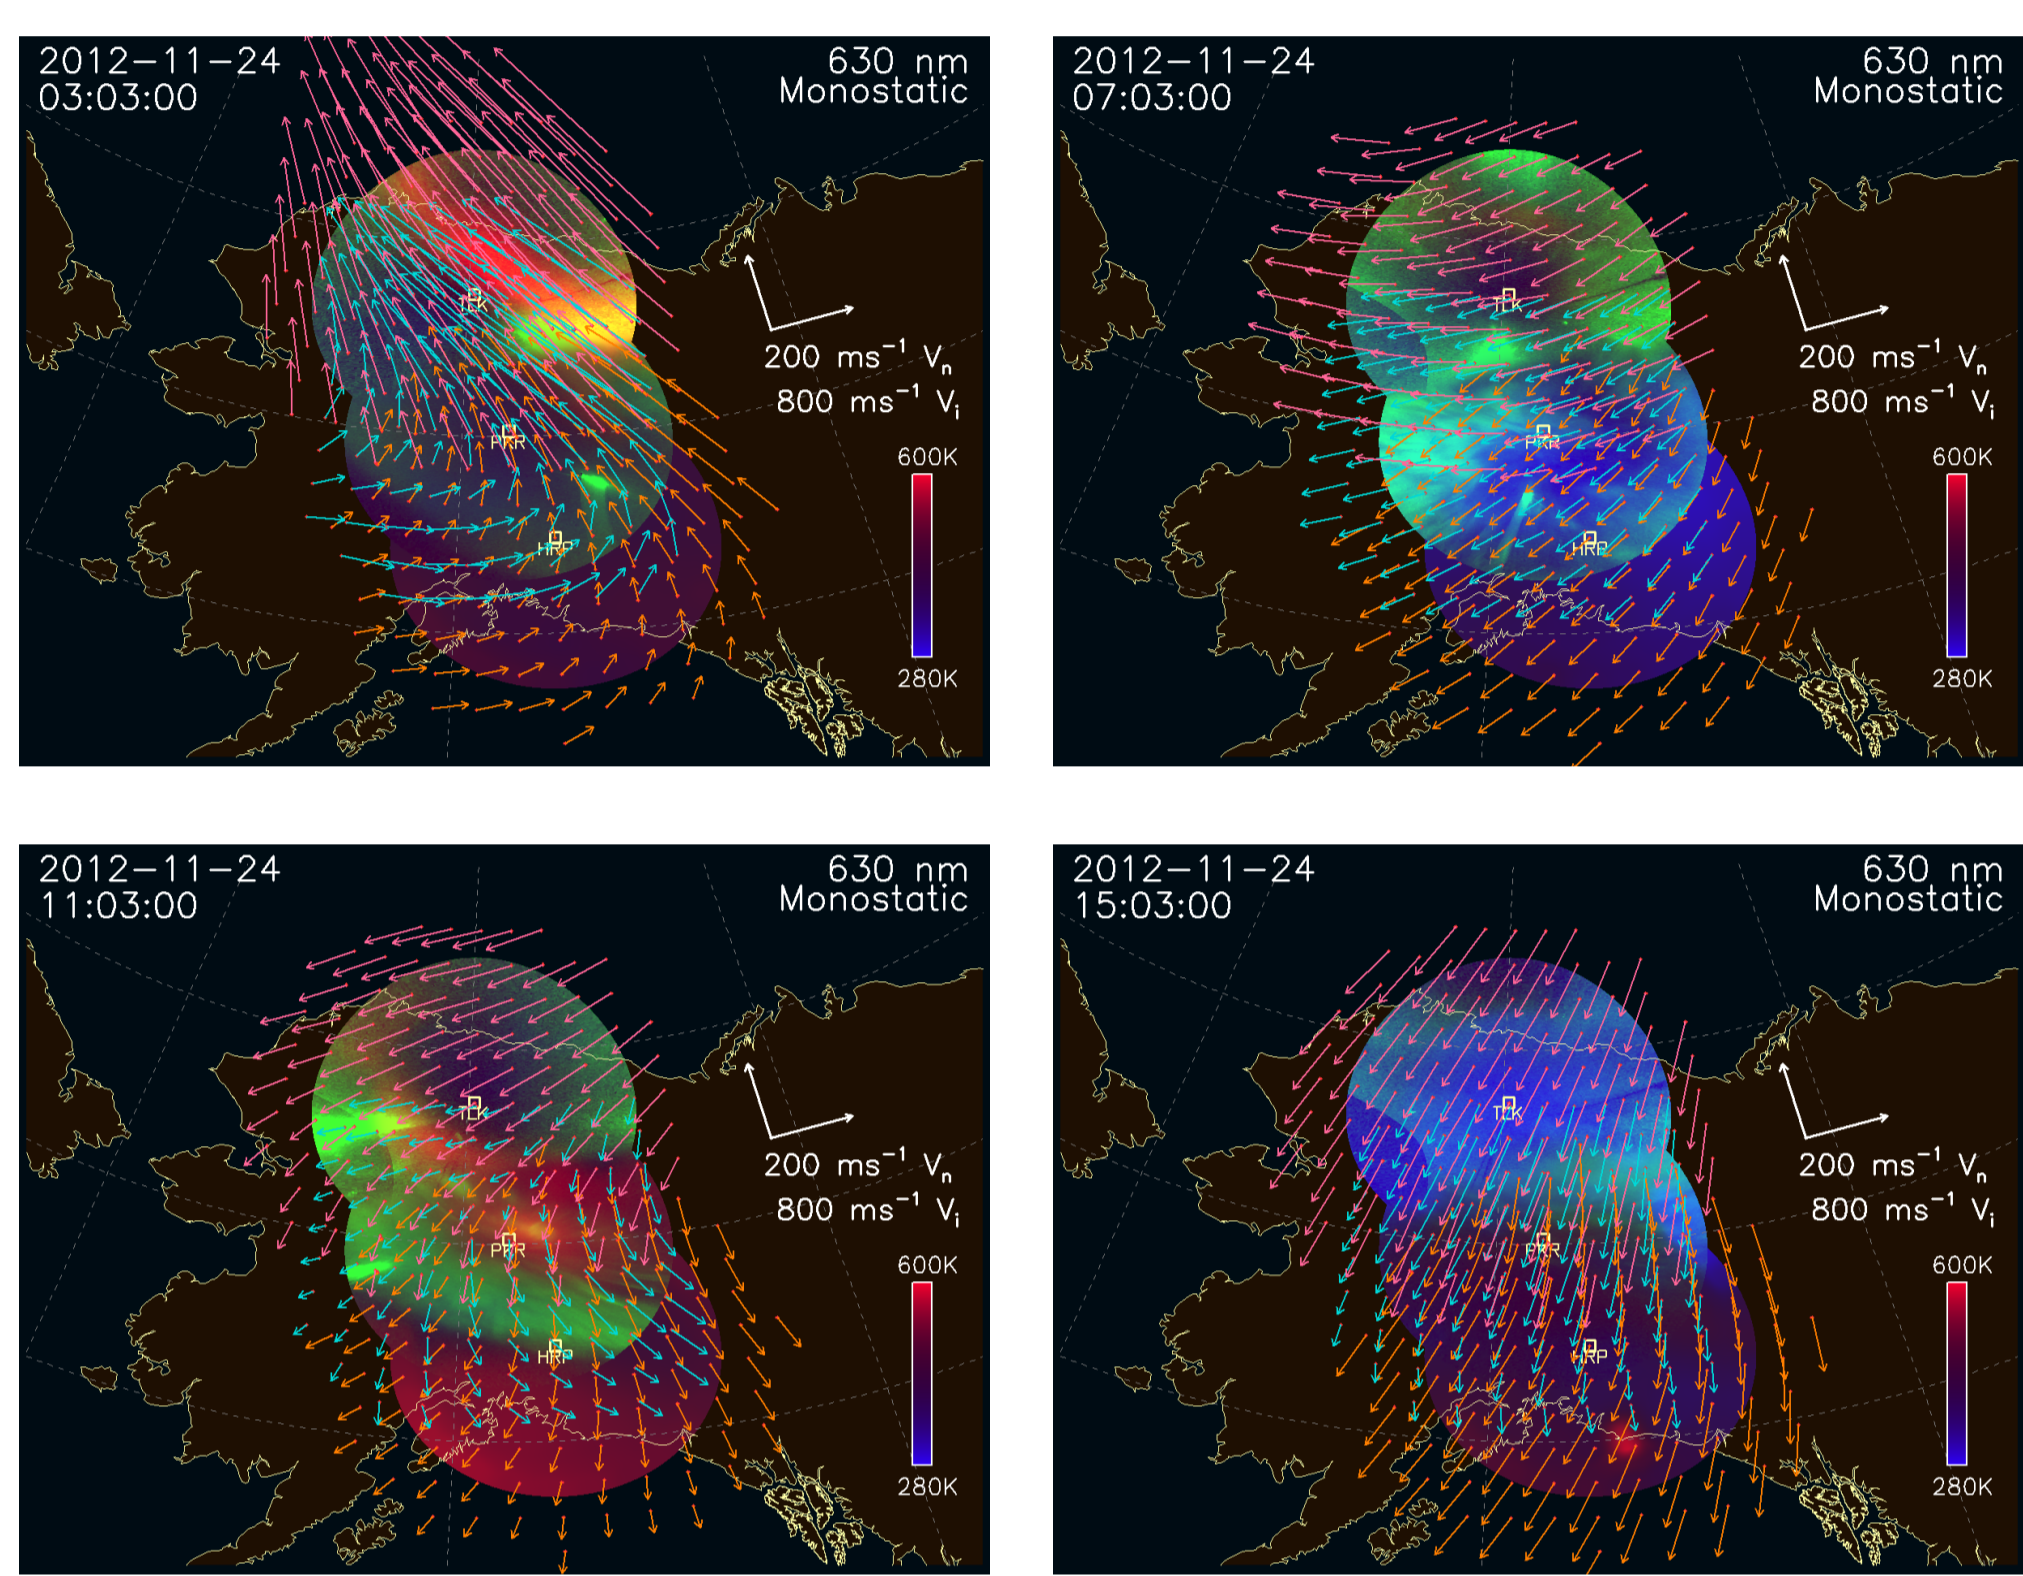 2012-11-24
03:03:00
630 nm
Monostatic
TLK
PKR
HRP
200 ms⁻¹ Vₙ
800 ms⁻¹ Vᵢ
600K
280K
2012-11-24
07:03:00
630 nm
Monostatic
TLK
PKR
HRP
200 ms⁻¹ Vₙ
800 ms⁻¹ Vᵢ
600K
280K
2012-11-24
11:03:00
630 nm
Monostatic
TLK
PKR
HRP
200 ms⁻¹ Vₙ
800 ms⁻¹ Vᵢ
600K
280K
2012-11-24
15:03:00
630 nm
Monostatic
TLK
PKR
HRP
200 ms⁻¹ Vₙ
800 ms⁻¹ Vᵢ
600K
280K